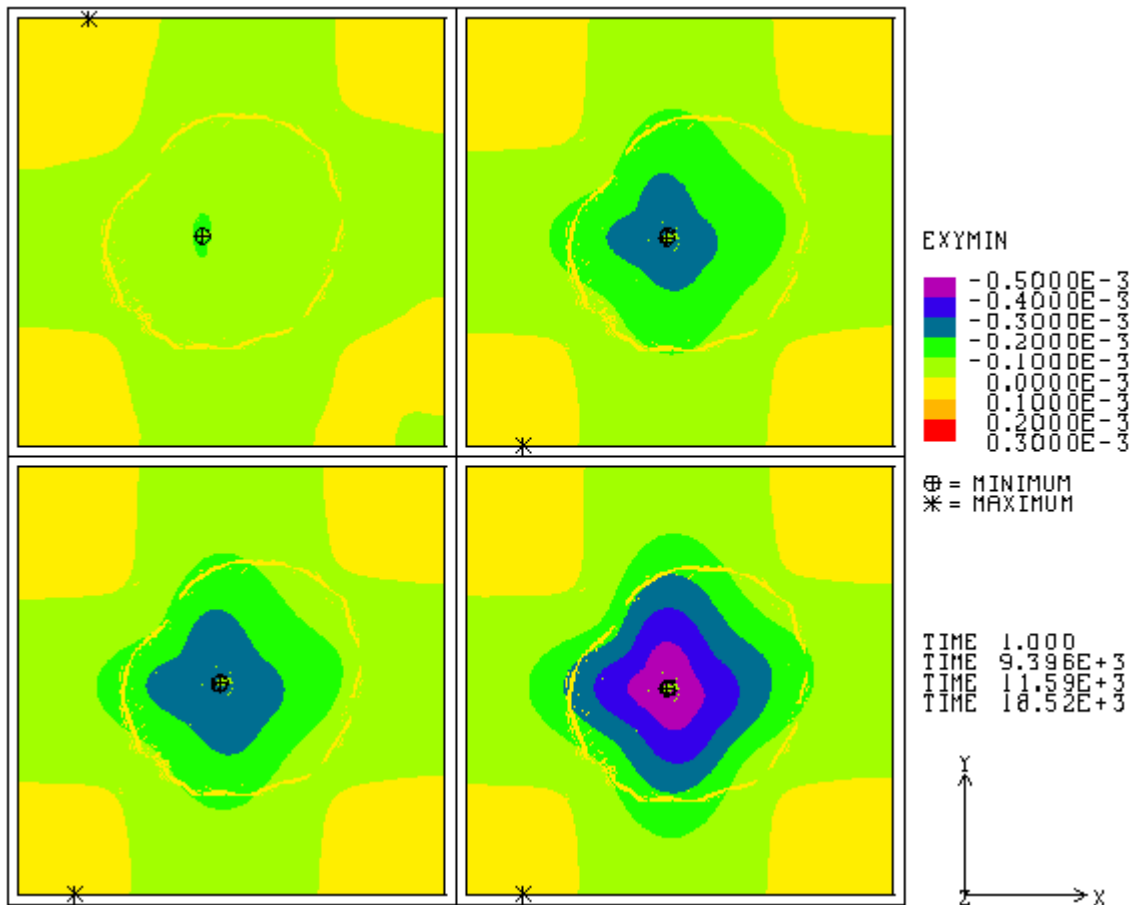 EXYMIN
-0.5000E-3
-0.4000E-3
-0.3000E-3
-0.2000E-3
-0.1000E-3
0.0000E-3
0.1000E-3
0.2000E-3
0.3000E-3
⊕ = MINIMUM
* = MAXIMUM
TIME 1.000
TIME 9.396E+3
TIME 11.59E+3
TIME 18.52E+3
Y
Z X